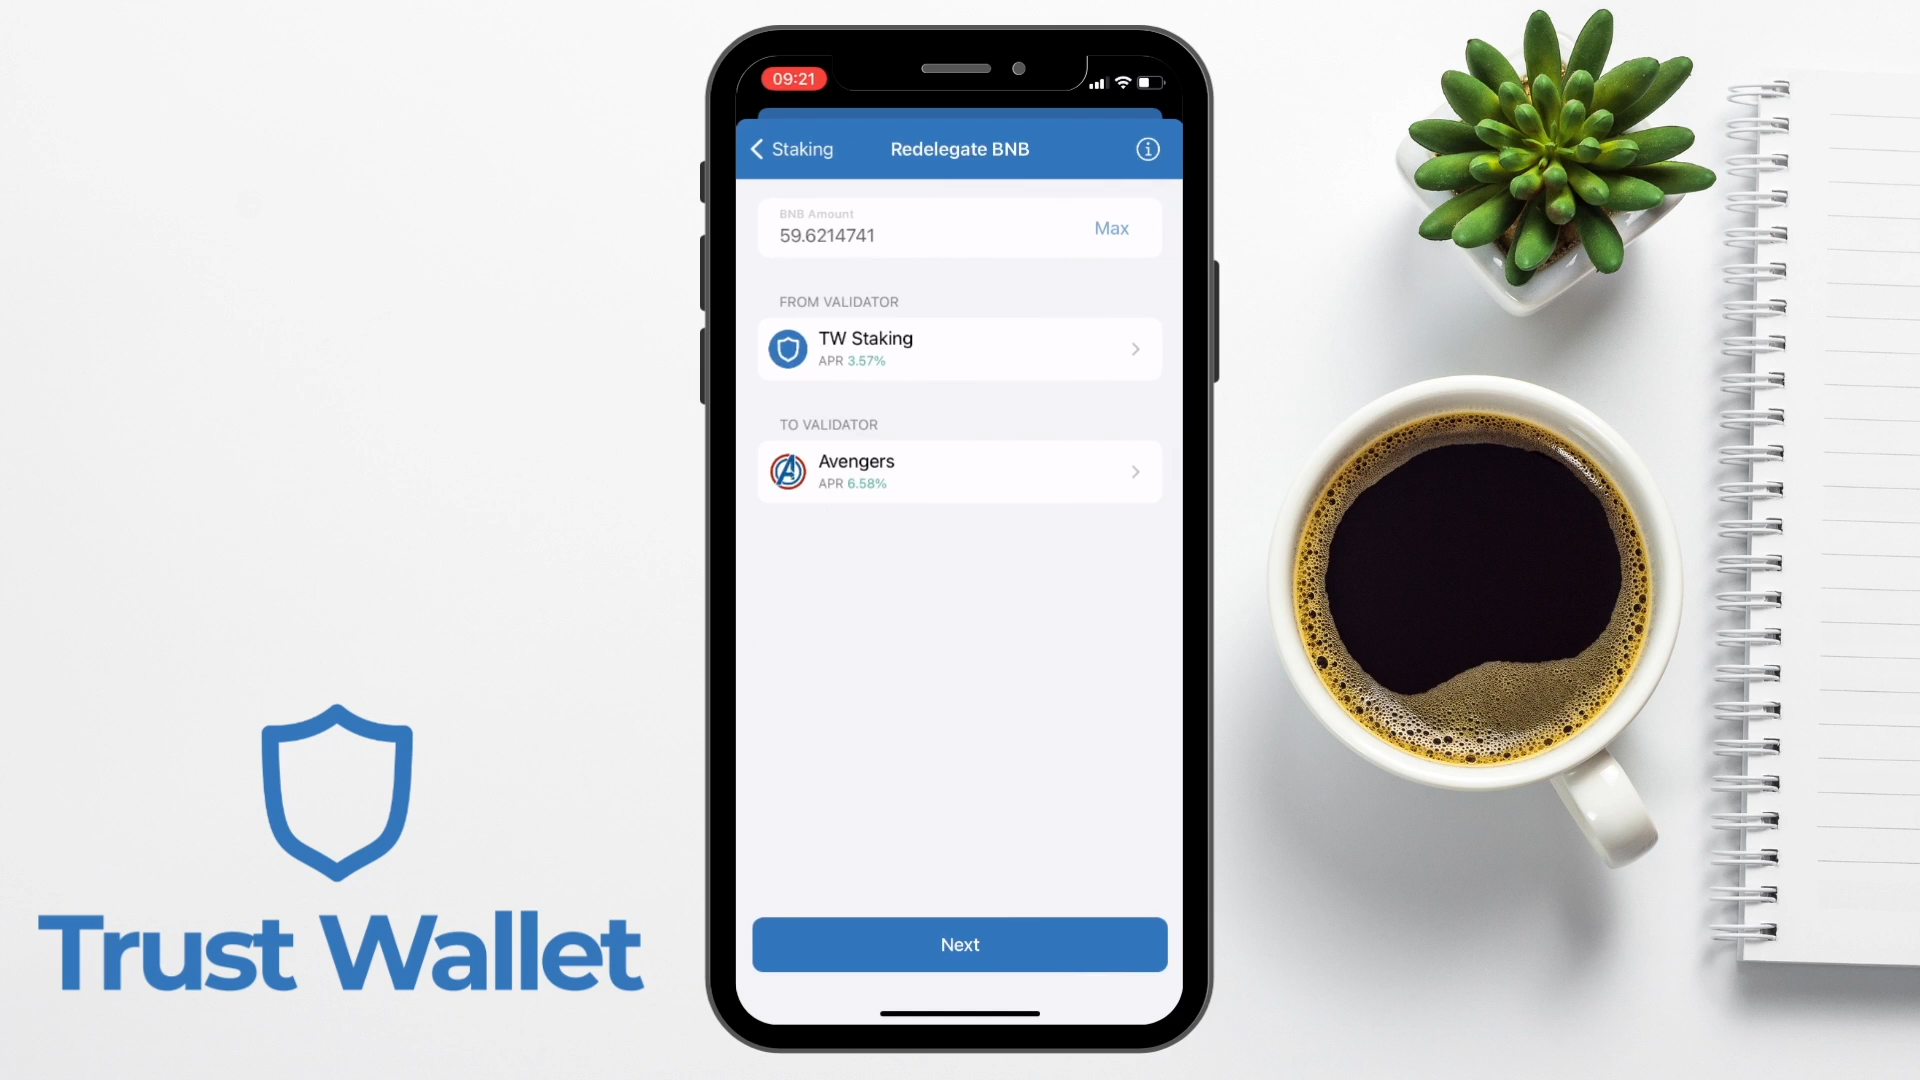 09:21
Staking
Redelegate BNB
BNB Amount
59.6214741
Max
FROM VALIDATOR
TW Staking
APR 3.57%
TO VALIDATOR
Avengers
APR 6.58%
Next
Trust Wallet